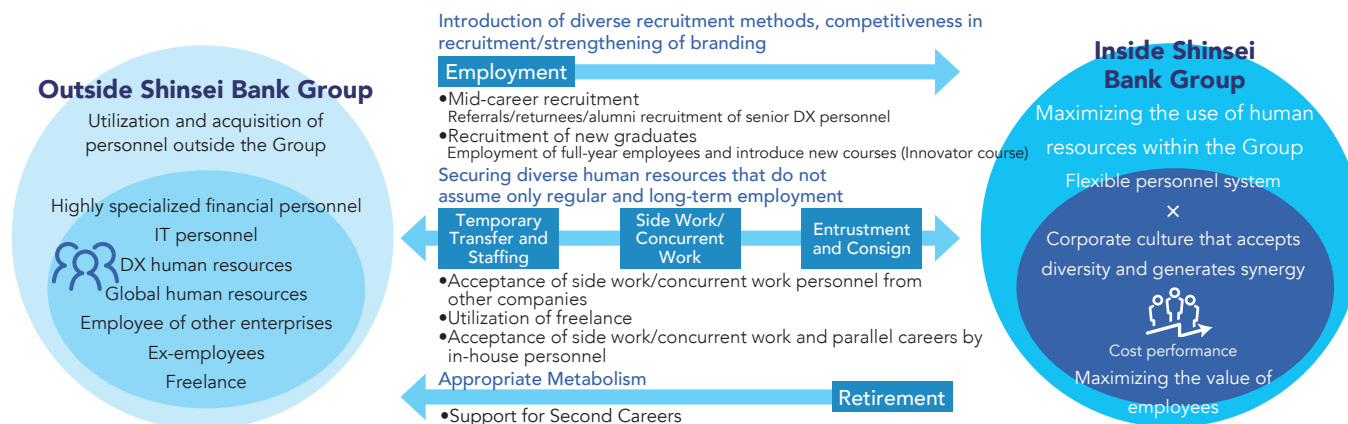 Outside Shinsei Bank Group
Utilization and acquisition of
personnel outside the Group
Highly specialized financial personnel
IT personnel
DX human resources
Global human resources
Employee of other enterprises
Ex-employees
Freelance
Introduction of diverse recruitment methods, competitiveness in
recruitment/strengthening of branding
Employment
•Mid-career recruitment
Referrals/returnees/alumni recruitment of senior DX personnel
•Recruitment of new graduates
Employment of full-year employees and introduce new courses (Innovator course)
Securing diverse human resources that do not
assume only regular and long-term employment
Temporary
Transfer and
Staffing
Side Work/
Concurrent
Work
Entrustment
and Consign
•Acceptance of side work/concurrent work personnel from
other companies
•Utilization of freelance
•Acceptance of side work/concurrent work and parallel careers by
in-house personnel
Appropriate Metabolism
Retirement
•Support for Second Careers
Inside Shinsei
Bank Group
Maximizing the use of human
resources within the Group
Flexible personnel system
×
Corporate culture that accepts
diversity and generates synergy
Cost performance
Maximizing the value of
employees